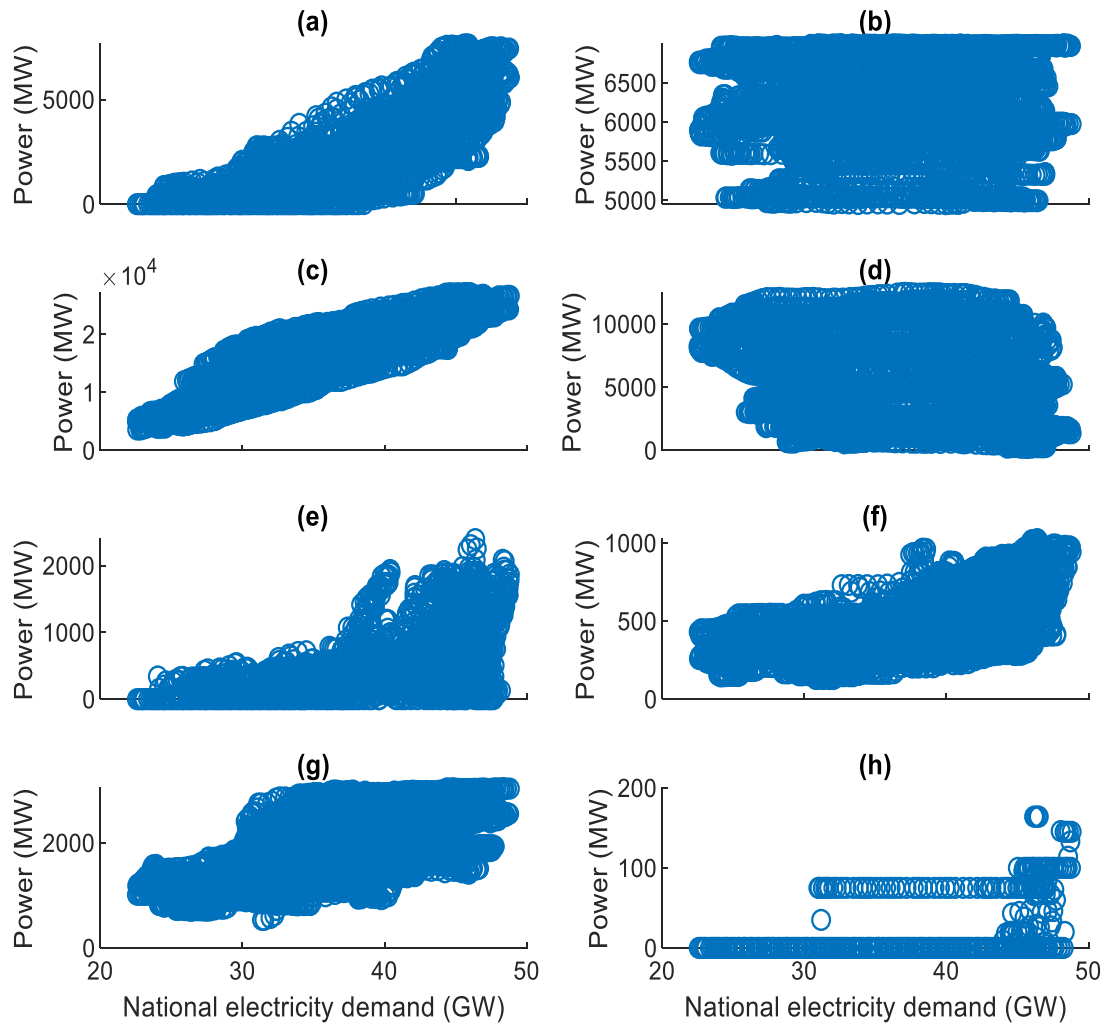 (a)
Power (MW)
5000
0
(b)
Power (MW)
6500
6000
5500
5000
(c)
×10⁴
Power (MW)
2
1
0
(d)
Power (MW)
10000
5000
0
(e)
Power (MW)
2000
1000
0
(f)
Power (MW)
1000
500
0
(g)
Power (MW)
2000
0
20 30 40 50
National electricity demand (GW)
(h)
Power (MW)
200
100
0
20 30 40 50
National electricity demand (GW)